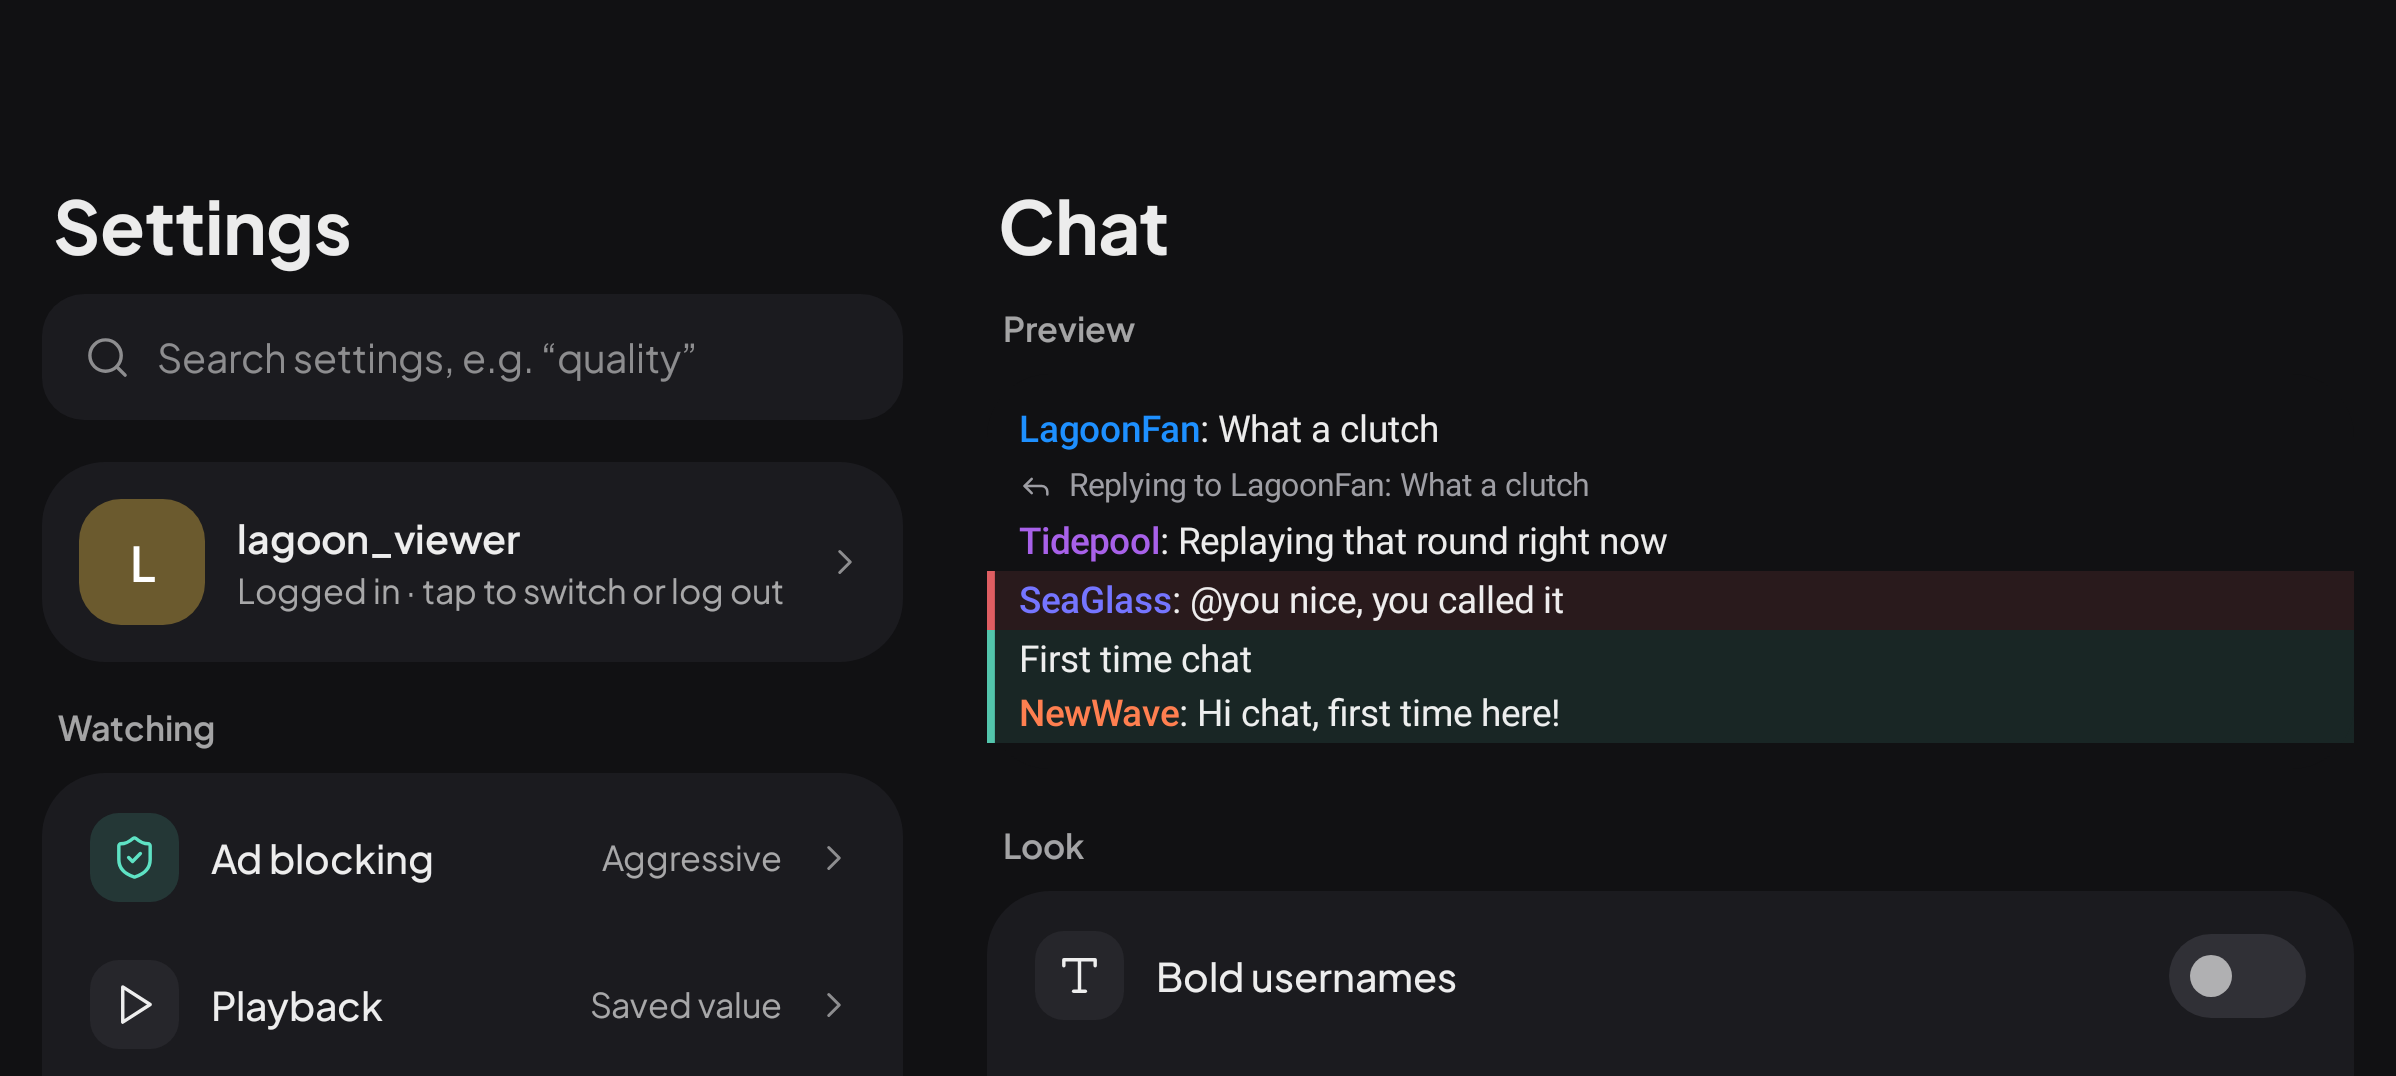 Settings
Search settings, e.g. “quality”
L
lagoon_viewer
Logged in · tap to switch or log out
Watching
Ad blocking
Aggressive
Playback
Saved value
Chat
Preview
LagoonFan: What a clutch
Replying to LagoonFan: What a clutch
Tidepool: Replaying that round right now
SeaGlass: @you nice, you called it
First time chat
NewWave: Hi chat, first time here!
Look
Bold usernames